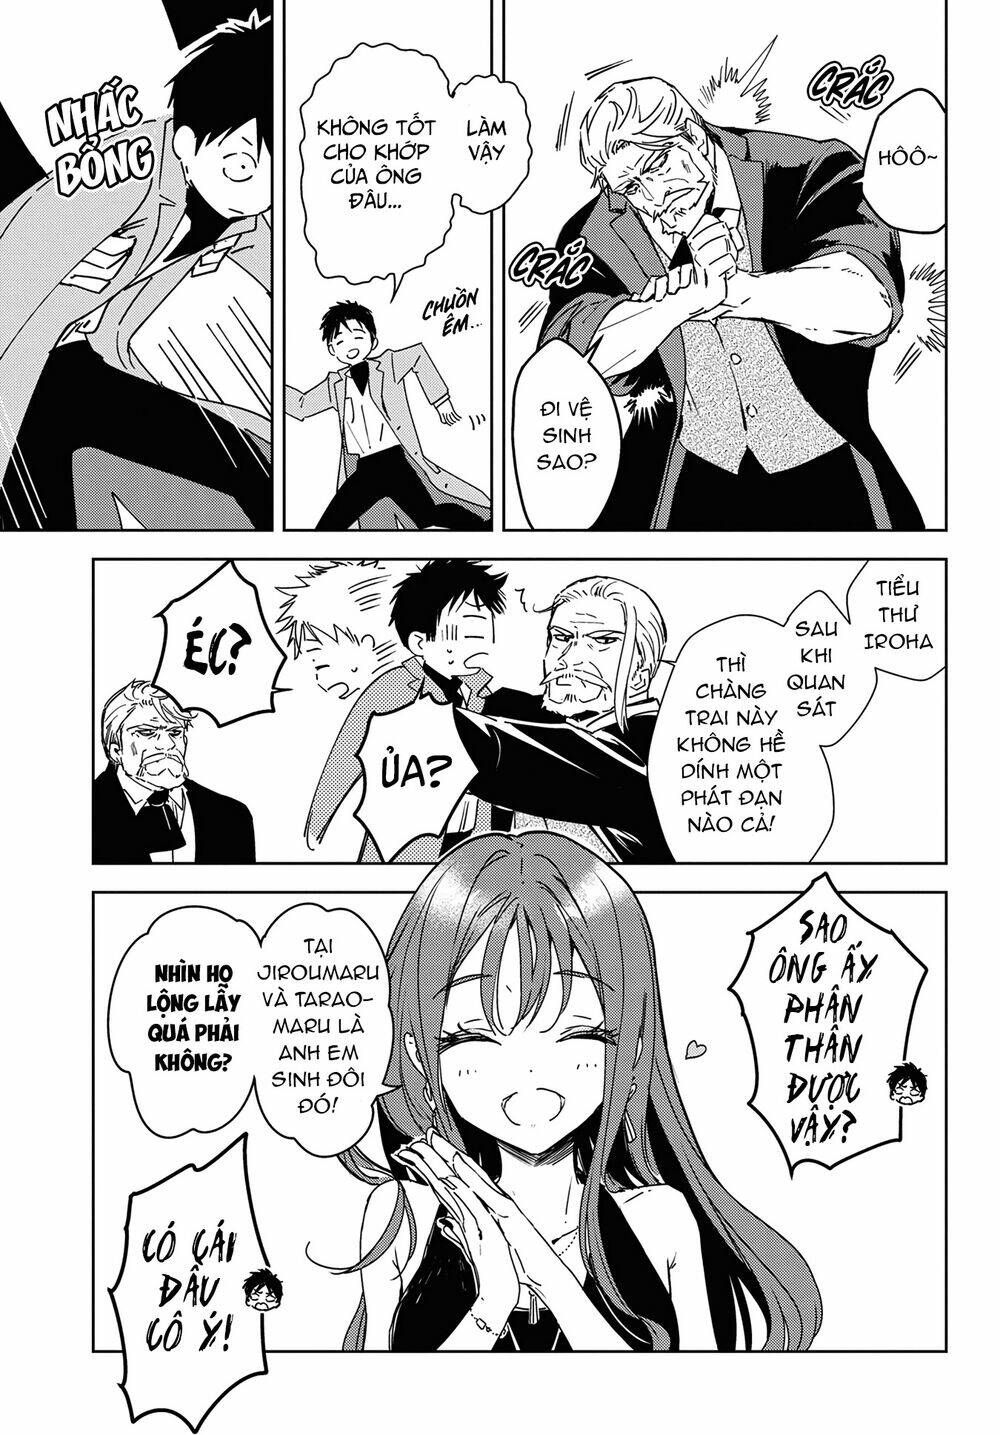 HÔÔ~
CRẮC
CRẮC
ĐI VỆ
SINH
SAO?
LÀM
VẬY
KHÔNG TỐT
CHO KHỚP
CỦA ÔNG
ĐÂU...
CHUỒN
ÊM...
NHẤC
BỔNG
TIỂU
THƯ
IROHA
SAU
KHI
QUAN
SÁT
THÌ
CHÀNG
TRAI NÀY
KHÔNG HỀ
DÍNH MỘT
PHÁT ĐẠN
NÀO CẢ!
ỦA?
ÉC?
SAO
ÔNG ẤY
PHÂN
THÂN
ĐƯỢC
VẬY?
TẠI
JIROUMARU
VÀ TARAO-
MARU LÀ
ANH EM
SINH ĐÔI
ĐÓ!
NHÌN HỌ
LỘNG LẪY
QUÁ PHẢI
KHÔNG?
CÓ CÁI
ĐẦU
CÔ Ý!